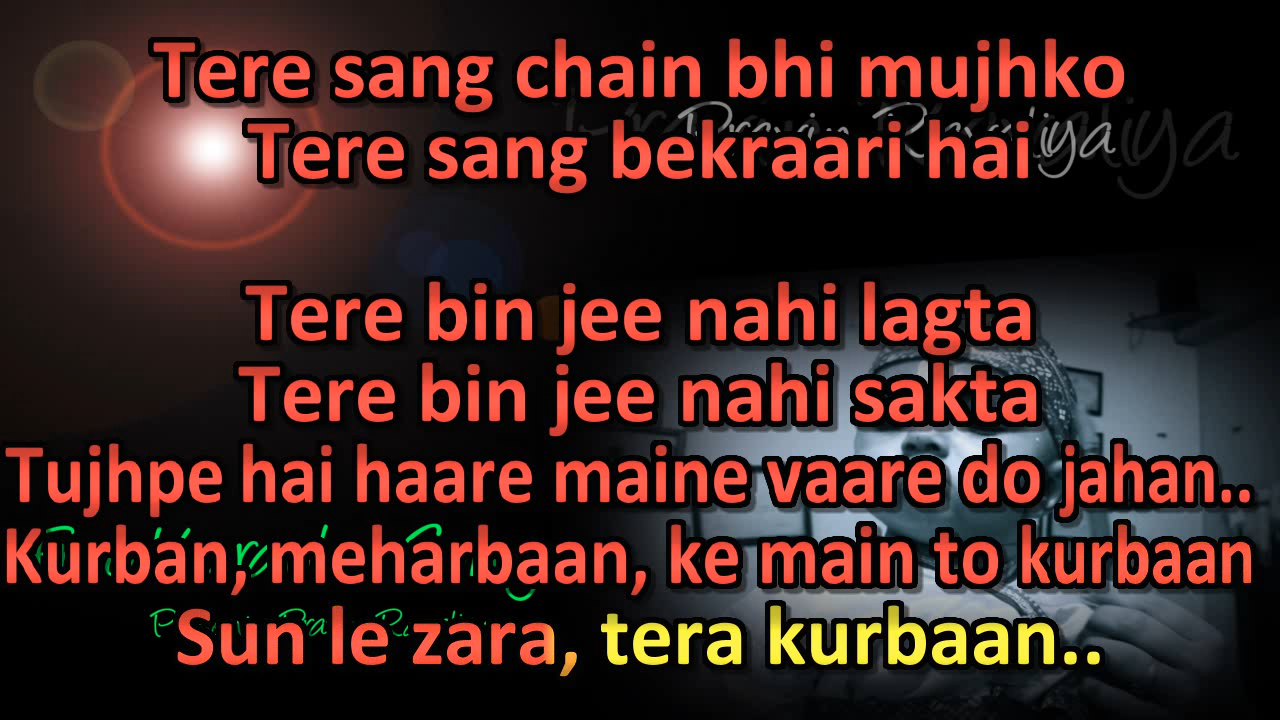 Tere sang chain bhi mujhko
Tere sang bekraari hai
Tere bin jee nahi lagta
Tere bin jee nahi sakta
Tujhpe hai haare maine vaare do jahan..
Kurban, meharbaan, ke main to kurbaan
Sun le zara, tera kurbaan..